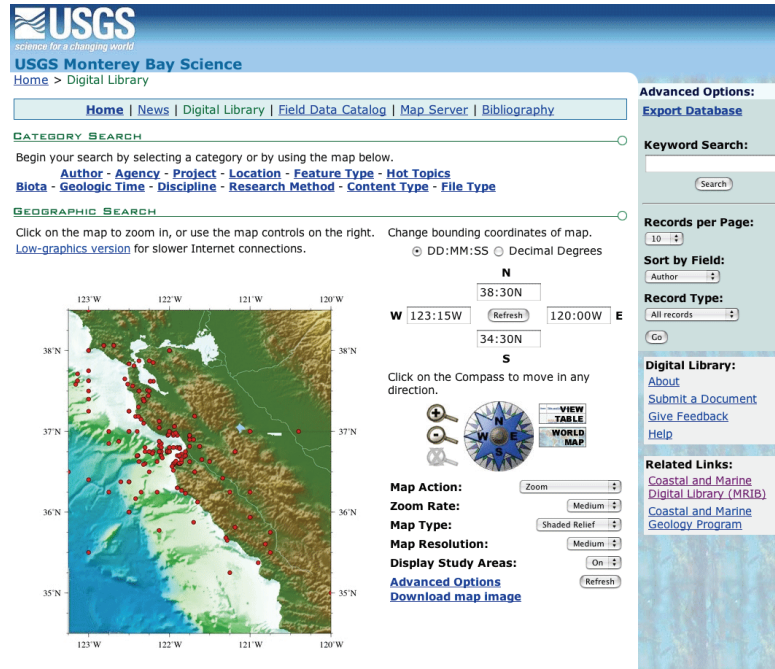 USGS
science for a changing world
USGS Monterey Bay Science
Home > Digital Library
Home | News | Digital Library | Field Data Catalog | Map Server | Bibliography
CATEGORY SEARCH
Begin your search by selecting a category or by using the map below.
Author - Agency - Project - Location - Feature Type - Hot Topics
Biota - Geologic Time - Discipline - Research Method - Content Type - File Type
GEOGRAPHIC SEARCH
Click on the map to zoom in, or use the map controls on the right.
Low-graphics version for slower Internet connections.
123°W 122°W 121°W 120°W
38°N 38°N
37°N 37°N
36°N 36°N
35°N 35°N
123°W 122°W 121°W 120°W
Change bounding coordinates of map.
DD:MM:SS Decimal Degrees
N
38:30N
W 123:15W Refresh 120:00W E
34:30N
S
Click on the Compass to move in any
direction.
N
W E
S
VIEW
TABLE
WORLD
MAP
Map Action: Zoom
Zoom Rate: Medium
Map Type: Shaded Relief
Map Resolution: Medium
Display Study Areas: On
Advanced Options Refresh
Download map image
Advanced Options:
Export Database
Keyword Search:
Search
Records per Page:
10
Sort by Field:
Author
Record Type:
All records
Go
Digital Library:
About
Submit a Document
Give Feedback
Help
Related Links:
Coastal and Marine
Digital Library (MRIB)
Coastal and Marine
Geology Program